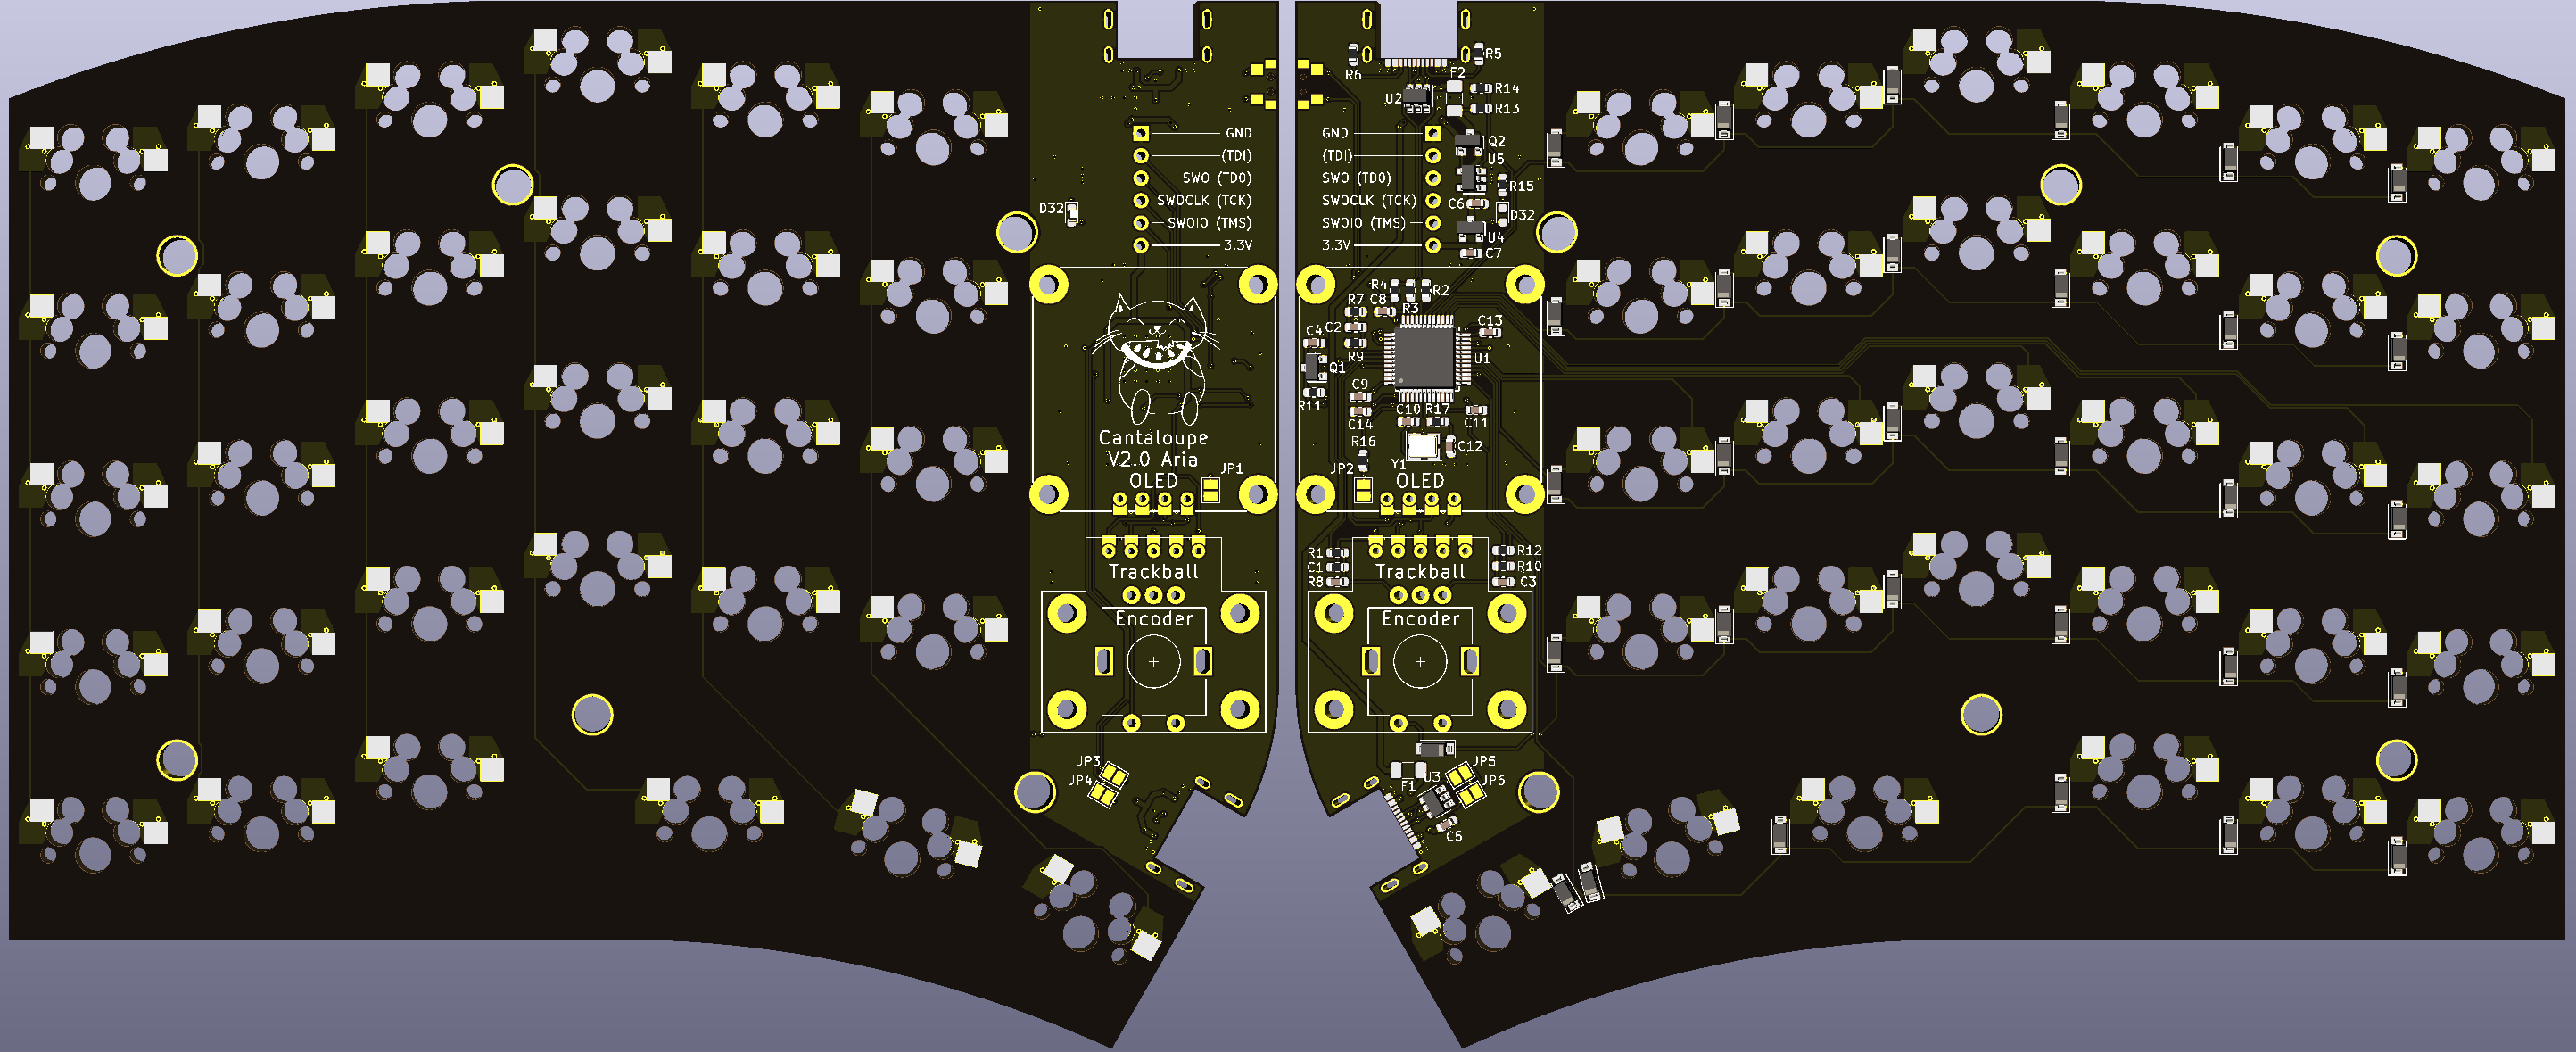 GND
(TDI)
SWO (TDO)
SWOCLK (TCK)
SWOIO (TMS)
3.3V
D32
Cantaloupe
V2.0 Aria
OLED
JP1
Trackball
Encoder
JP3
JP4
R6
R5
F2
U2
R14
R13
GND
(TDI)
SWO (TDO)
SWOCLK (TCK)
SWOIO (TMS)
3.3V
Q2
U5
R15
C6
D32
U4
C7
R4
R2
R7
C8
R3
C2
C13
C4
R9
U1
Q1
C9
R11
C10
R17
C14
C11
R16
C12
Y1
JP2
OLED
R1
C1
R8
R12
R10
C3
Trackball
Encoder
JP5
U3
JP6
F1
C5